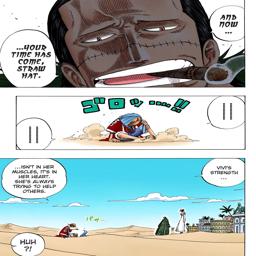 AND
NOW
...
...YOUR
TIME HAS
COME,
STRAW
HAT.
ゴロッ...!!
VIVI'S
STRENGTH
...
...ISN'T IN HER
MUSCLES, IT'S IN
HER HEART.
SHE'S ALWAYS
TRYING TO HELP
OTHERS.
HUH
?!